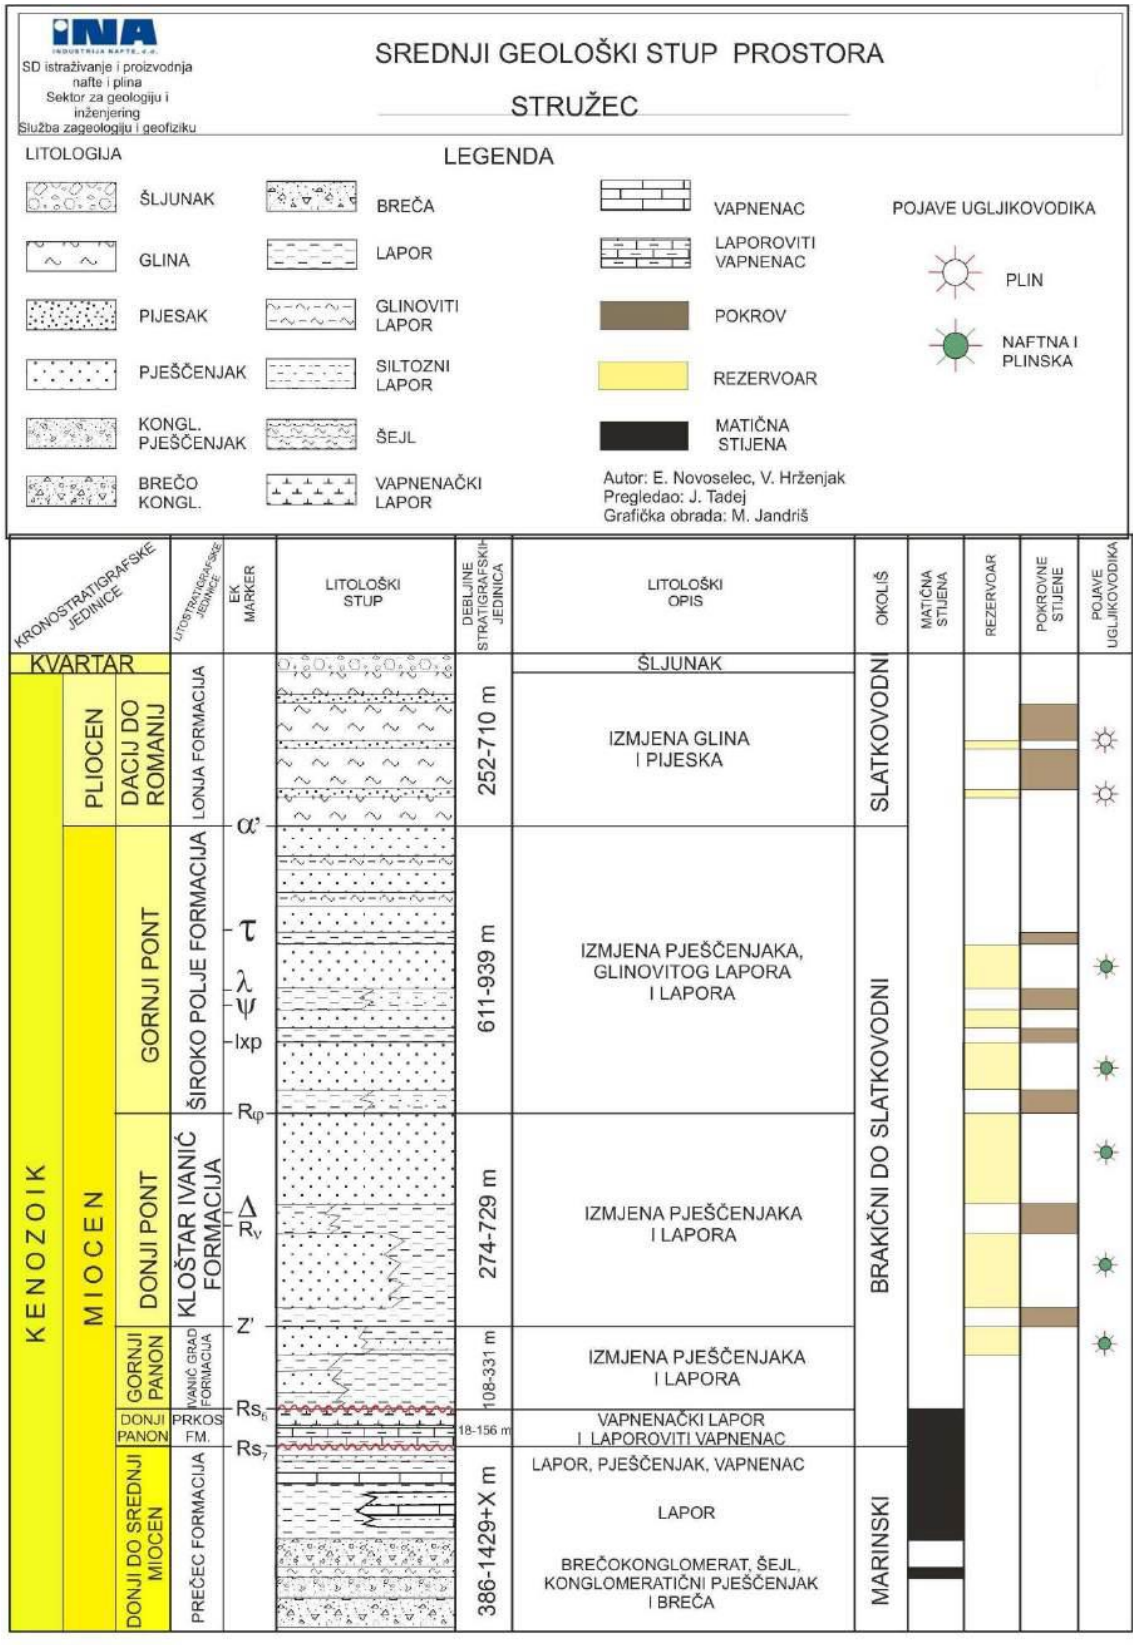 INA
INDUSTRIJA NAFTE, d.d.
SD istraživanje i proizvodnja
nafte i plina
Sektor za geologiju i
inženjering
Služba zageologiju i geofiziku
SREDNJI GEOLOŠKI STUP PROSTORA
STRUŽEC
LITOLOGIJA
LEGENDA
ŠLJUNAK
GLINA
PIJESAK
PJEŠČENJAK
KONGL.
PJEŠČENJAK
BREČO
KONGL.
BREČA
LAPOR
GLINOVITI
LAPOR
SILTOZNI
LAPOR
ŠEJL
VAPNENAČKI
LAPOR
VAPNENAC
LAPOROVITI
VAPNENAC
POKROV
REZERVOAR
MATIČNA
STIJENA
POJAVE UGLJIKOVODIKA
PLIN
NAFTNA I
PLINSKA
Autor: E. Novoselec, V. Hrženjak
Pregledao: J. Tadej
Grafička obrada: M. Jandriš
KRONOSTRATIGRAFSKE
JEDINICE
LITOSTRATIGRAFSKE
JEDINICE
EK
MARKER
LITOLOŠKI
STUP
DEBLJINE
STRATIGRAFSKIH
JEDINICA
LITOLOŠKI
OPIS
OKOLIŠ
MATIČNA
STIJENA
REZERVOAR
POKROVNE
STIJENE
POJAVE
UGLJIKOVODIKA
KVARTAR
ŠLJUNAK
KENOZOIK
PLIOCEN
DACIJ DO
ROMANIJ
LONJA FORMACIJA
252-710 m
IZMJENA GLINA
I PIJESKA
SLATKOVODNI
α'
MIOCEN
GORNJI PONT
ŠIROKO POLJE FORMACIJA
τ
λ
ψ
lxp
Rφ
611-939 m
IZMJENA PJEŠČENJAKA,
GLINOVITOG LAPORA
I LAPORA
BRAKIČNI DO SLATKOVODNI
DONJI PONT
KLOŠTAR IVANIĆ
FORMACIJA
Δ
Rν
Z'
274-729 m
IZMJENA PJEŠČENJAKA
I LAPORA
GORNJI
PANON
IVANIĆ GRAD
FORMACIJA
108-331 m
IZMJENA PJEŠČENJAKA
I LAPORA
Rs5
DONJI
PANON
PRKOS
FM.
18-156 m
VAPNENAČKI LAPOR
I LAPOROVITI VAPNENAC
Rs7
DONJI DO SREDNJI
MIOCEN
PREČEC FORMACIJA
386-1429+X m
LAPOR, PJEŠČENJAK, VAPNENAC
LAPOR
BREČOKONGLOMERAT, ŠEJL,
KONGLOMERATIČNI PJEŠČENJAK
I BREČA
MARINSKI